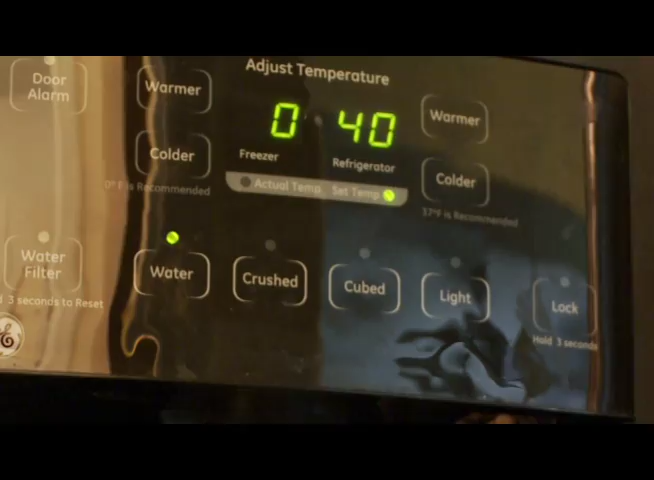 Adjust Temperature
Door
Alarm
Warmer
0 40
Warmer
Colder
Freezer
Refrigerator
Colder
0° F is Recommended
Actual Temp Set Temp
37°F is Recommended
Water
Filter
Water
Crushed
Cubed
Light
Lock
3 seconds to Reset
Hold 3 seconds
GE